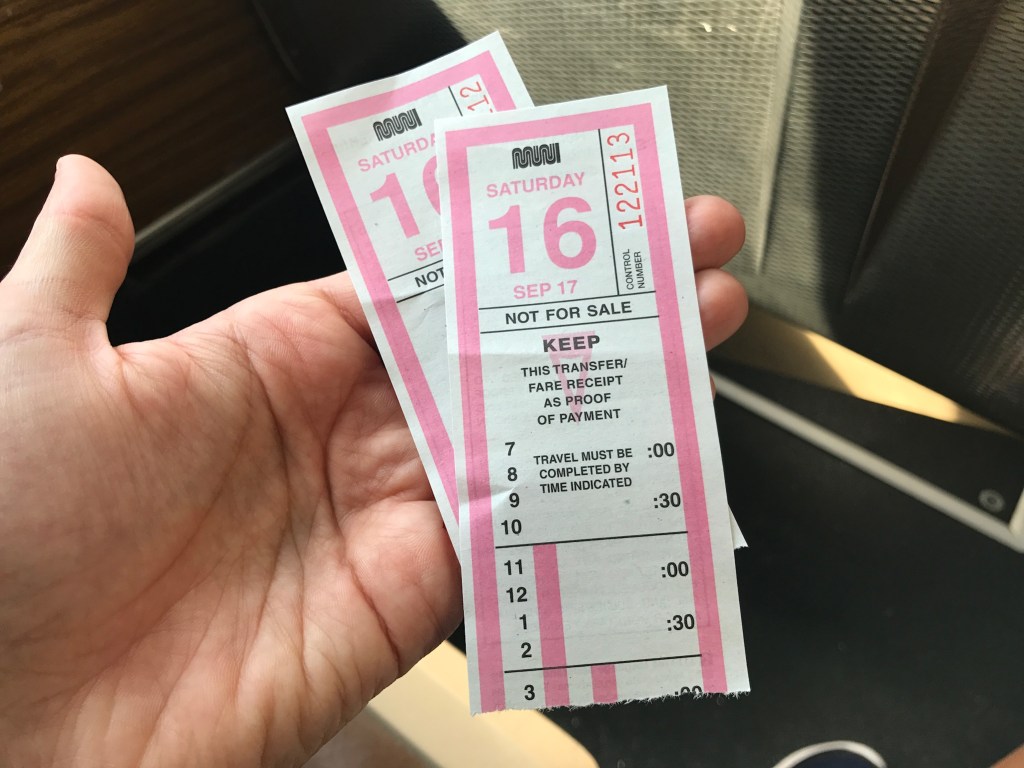 MUNI
SATURDA
SEP
NOT
12
MUNI
SATURDAY
16
SEP 17
CONTROL
NUMBER
122113
NOT FOR SALE
KEEP
THIS TRANSFER/
FARE RECEIPT
AS PROOF
OF PAYMENT
TRAVEL MUST BE
COMPLETED BY
TIME INDICATED
7
:00
8
9
:30
10
11
:00
12
1
:30
2
3
:00